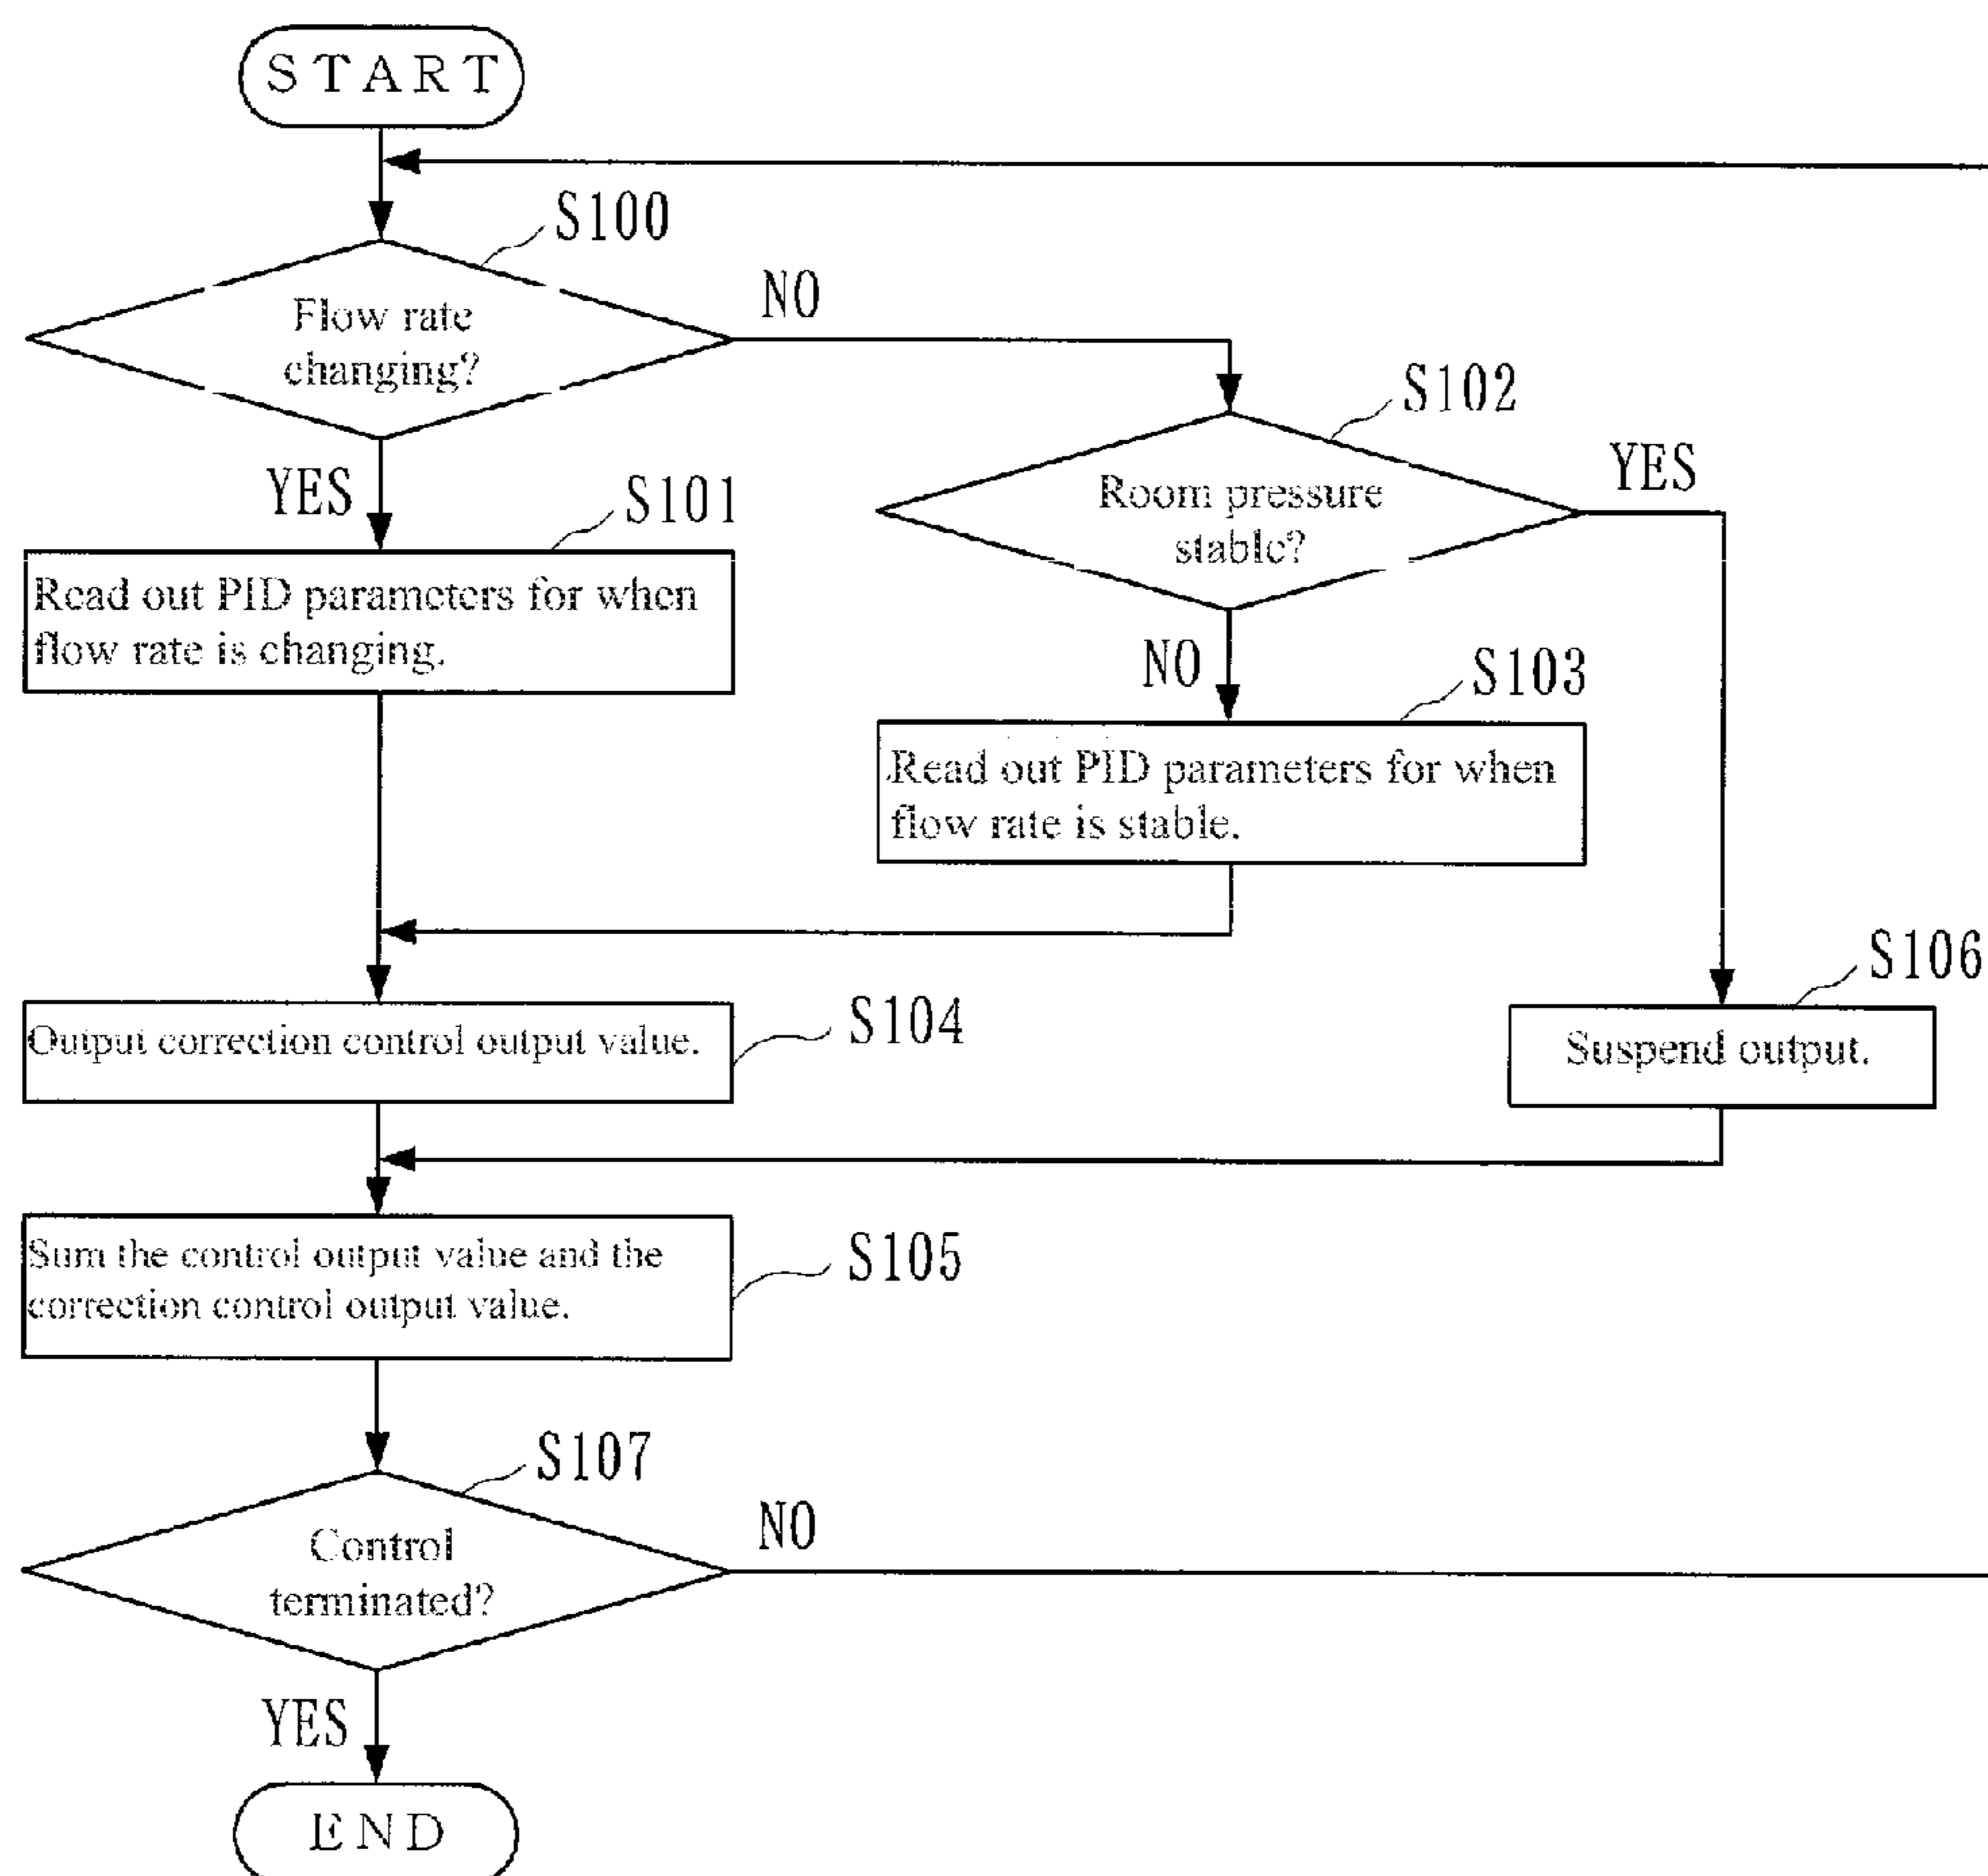 START
S100
Flow rate
changing?
NO
S102
YES
Room pressure
stable?
YES
S101
Read out PID parameters for when
flow rate is changing.
NO
S103
Read out PID parameters for when
flow rate is stable.
S106
S104
Output correction control output value.
Suspend output.
S105
Sum the control output value and the
correction control output value.
S107
NO
Control
terminated?
YES
END